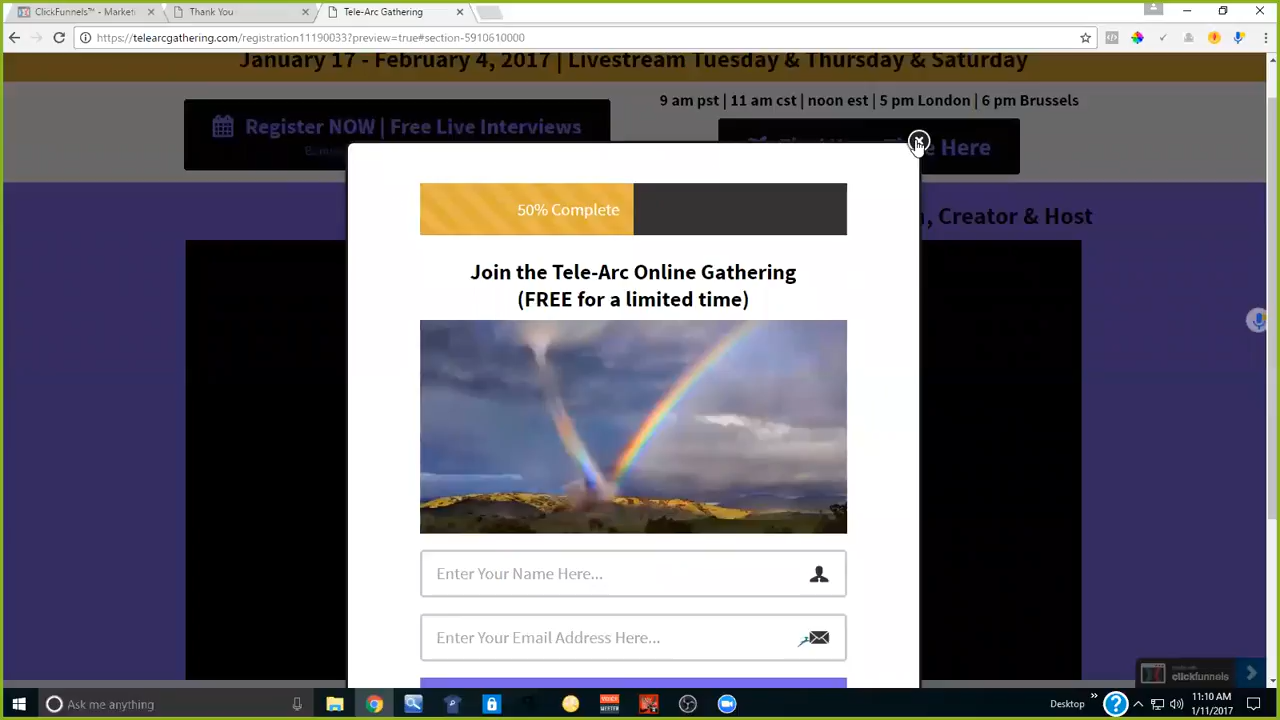 ClickFunnels™ - Market
Thank You
Tele-Arc Gathering
https://telearcgathering.com/registration11190033?preview=true#section-5910610000
January 17 - February 4, 2017 | Livestream Tuesday & Thursday & Saturday
9 am pst | 11 am cst | noon est | 5 pm London | 6 pm Brussels
Register NOW | Free Live Interviews
Here
, Creator & Host
50% Complete
Join the Tele-Arc Online Gathering
(FREE for a limited time)
Enter Your Name Here...
Enter Your Email Address Here...
clickfunnels
Ask me anything
Desktop
11:10 AM
1/11/2017